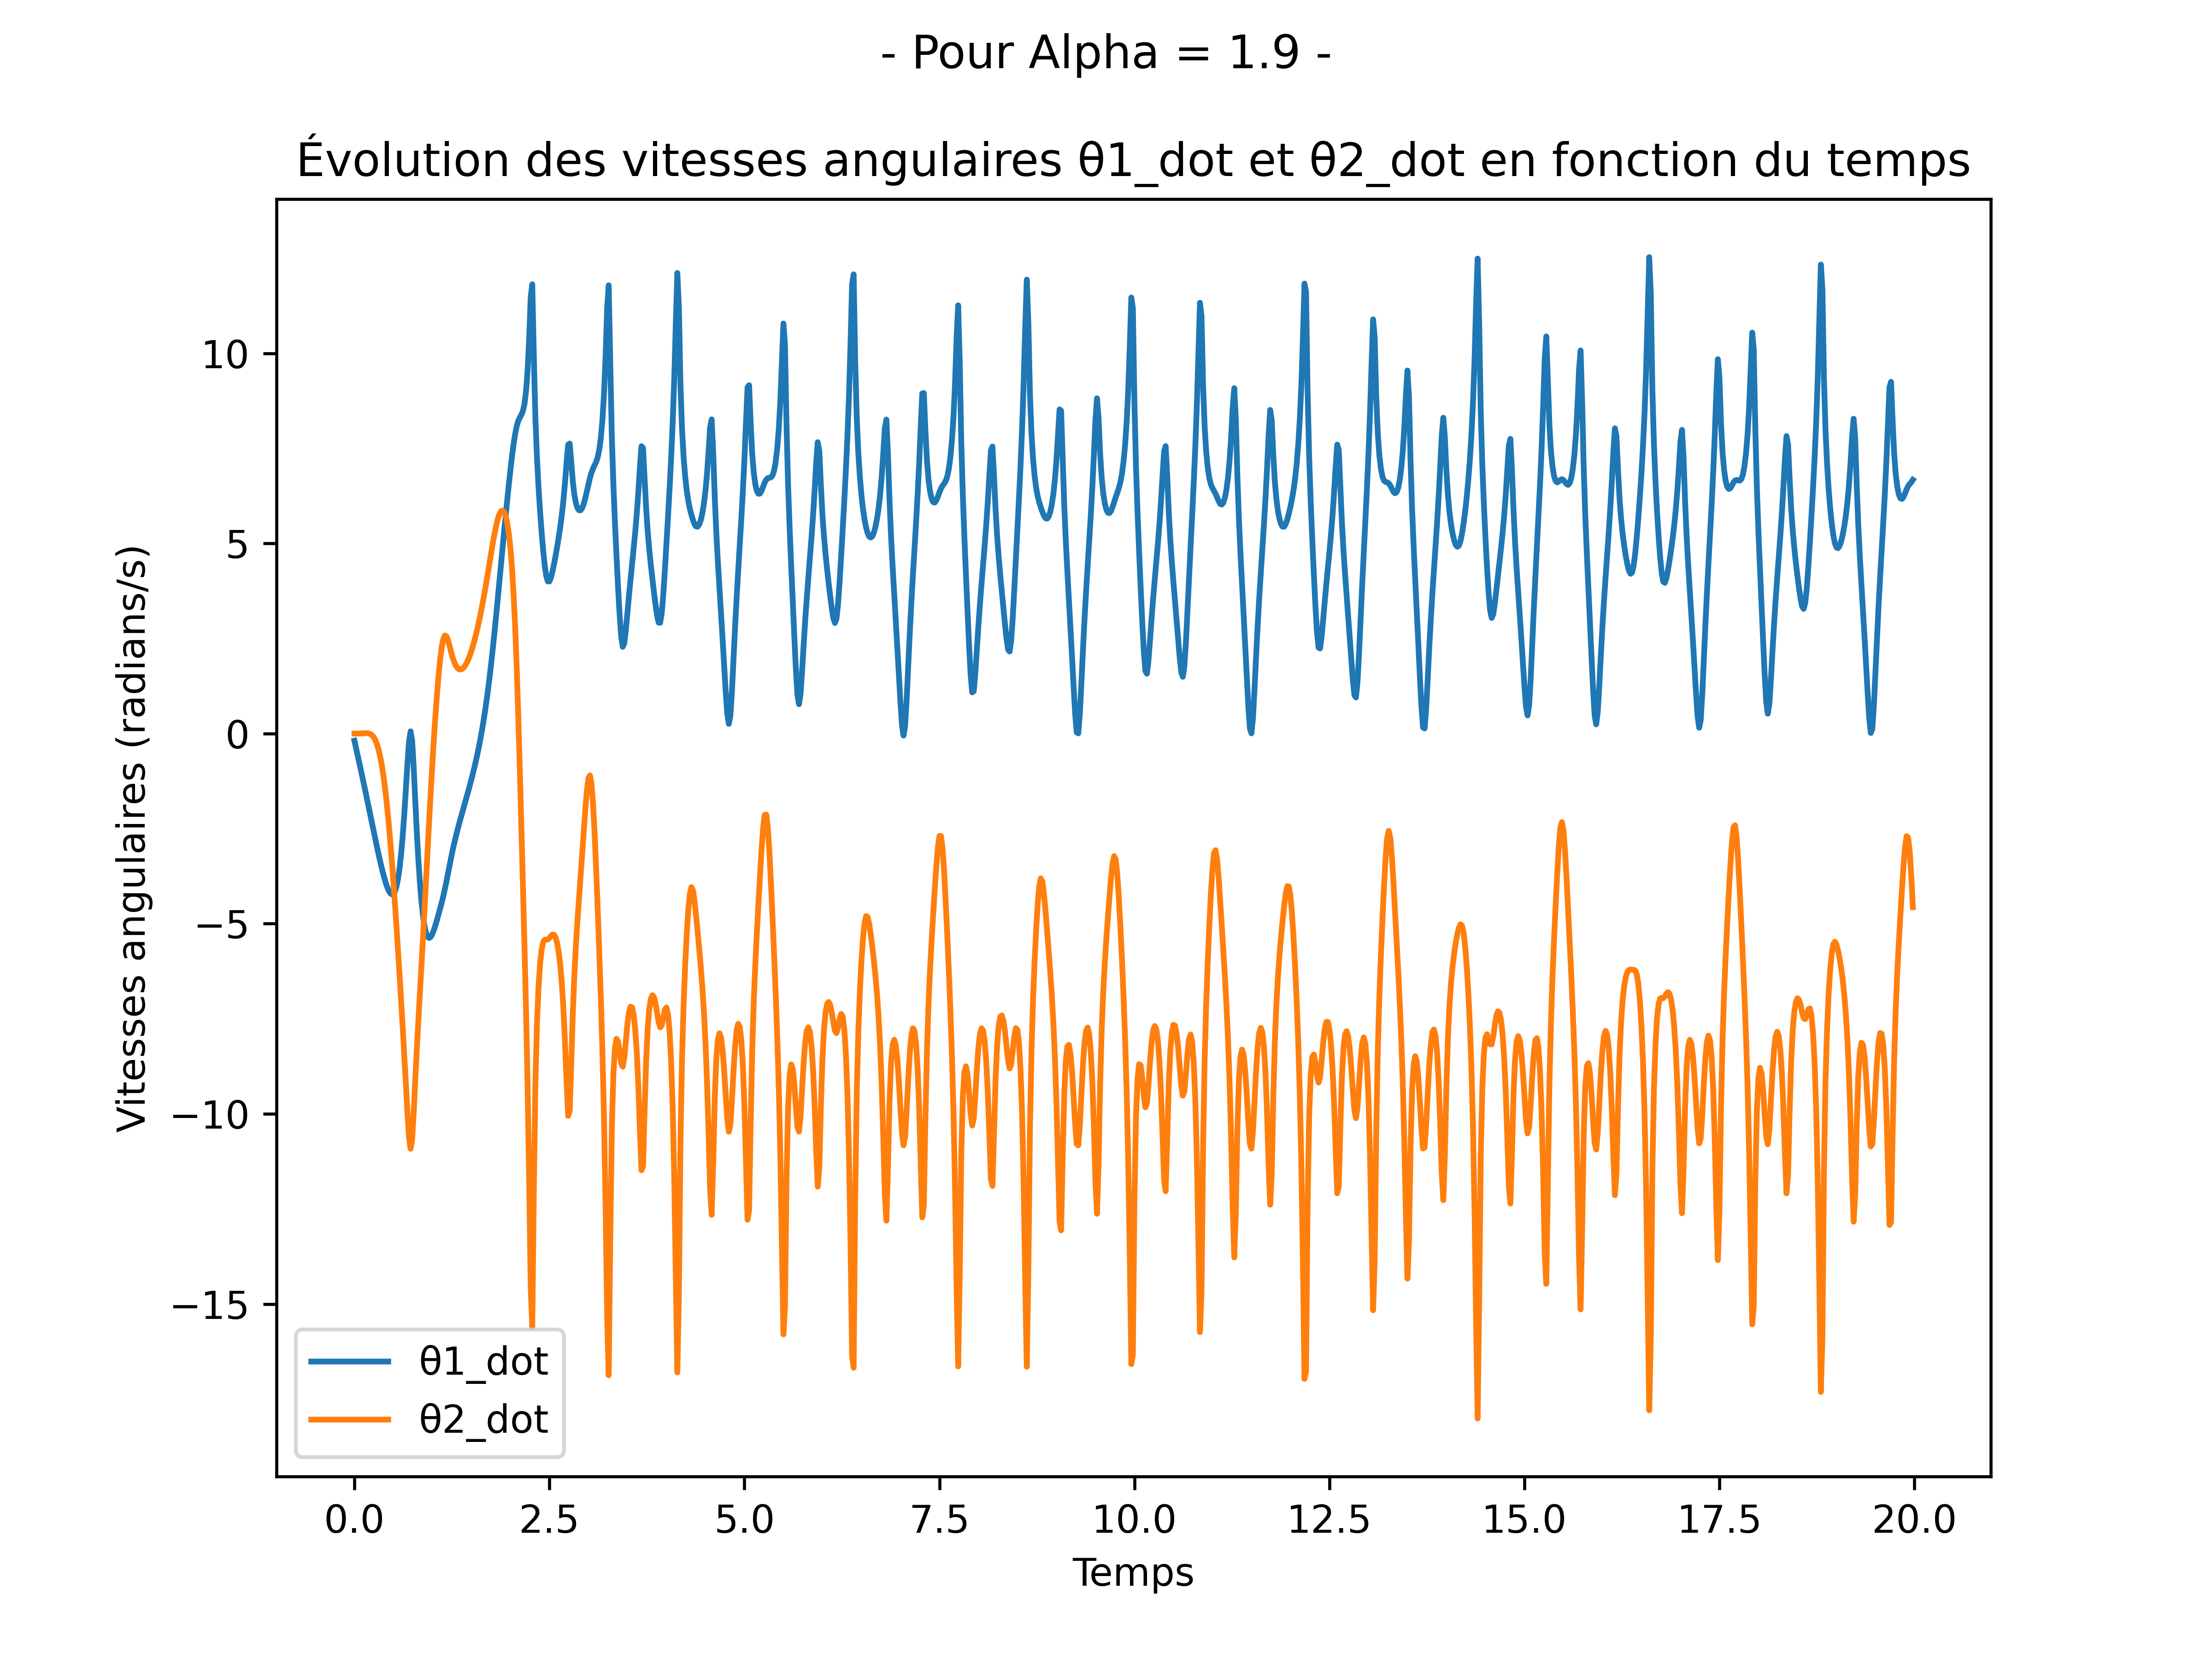 - Pour Alpha = 1.9 -
Évolution des vitesses angulaires θ1_dot et θ2_dot en fonction du temps
Vitesses angulaires (radians/s)
10
5
0
−5
−10
−15
θ1_dot
θ2_dot
0.0 2.5 5.0 7.5 10.0 12.5 15.0 17.5 20.0
Temps